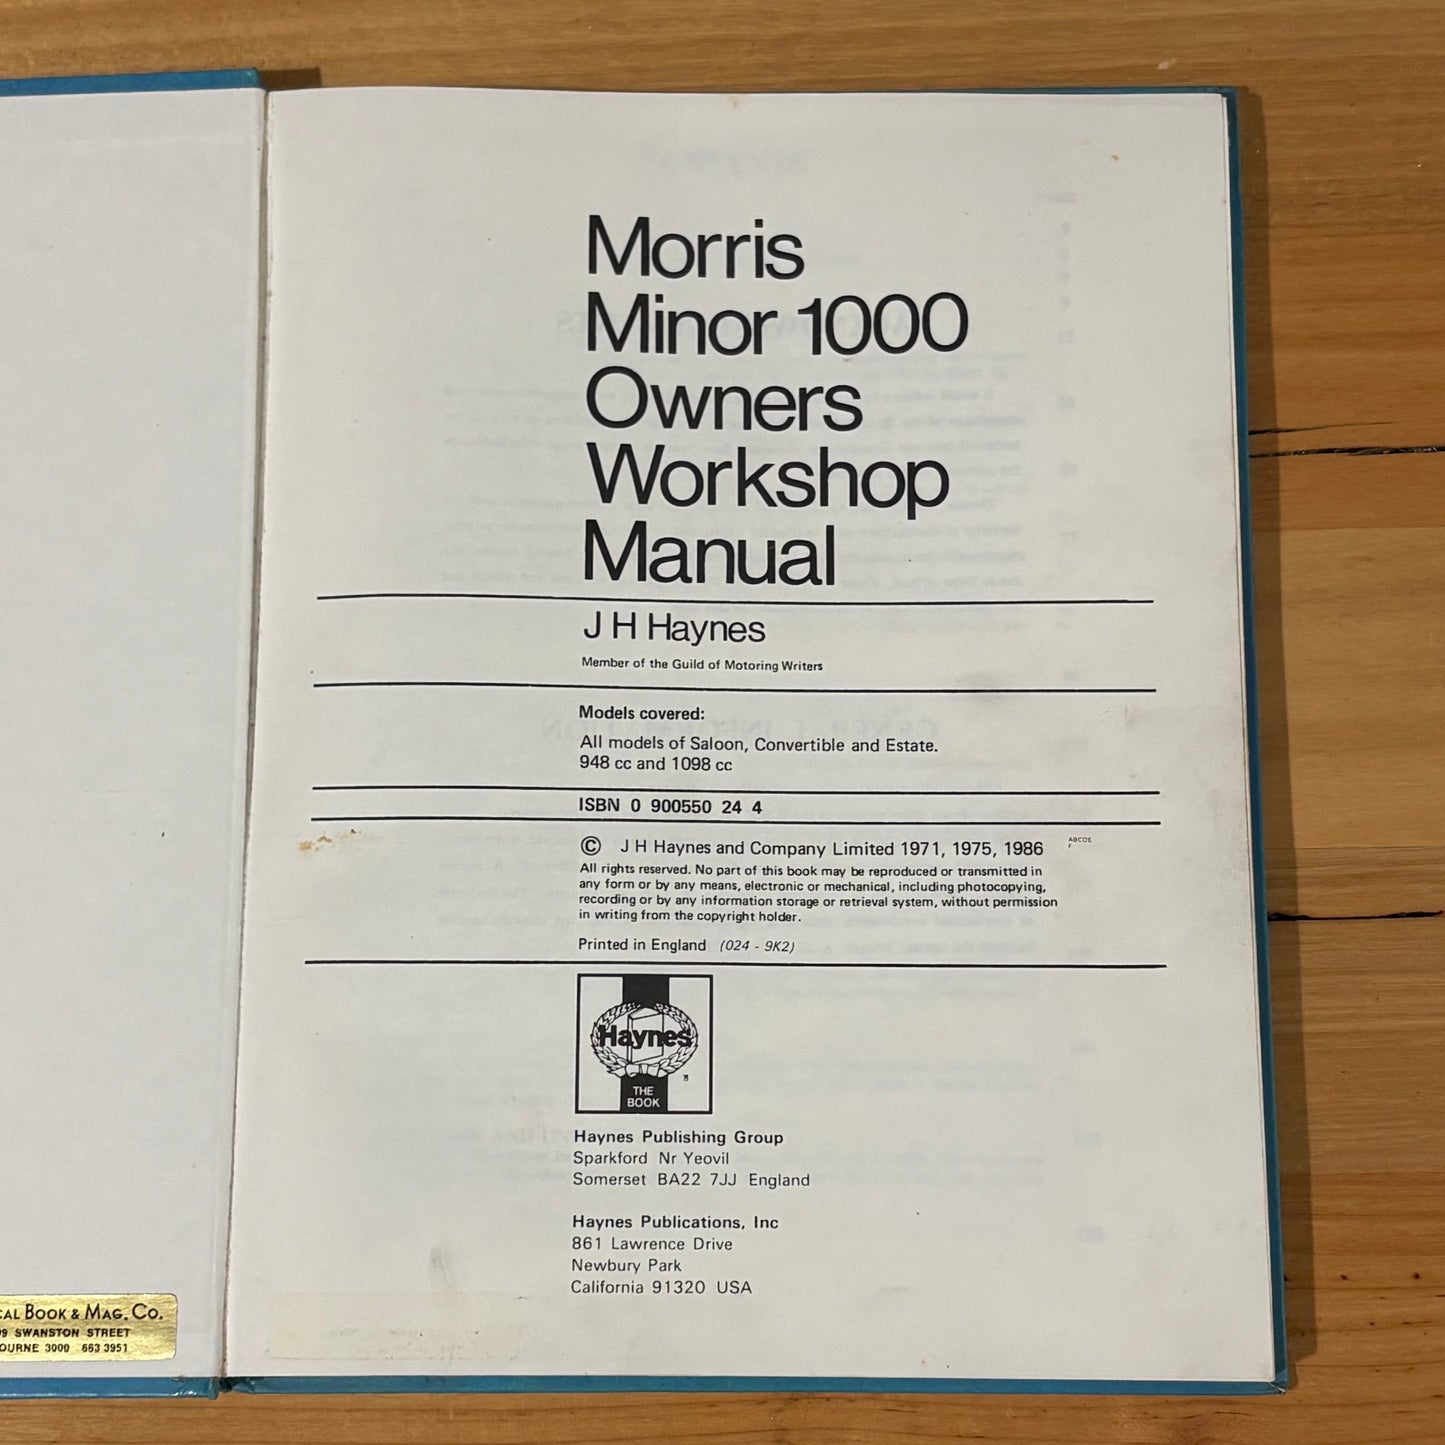 Morris
Minor 1000
Owners
Workshop
Manual
J H Haynes
Member of the Guild of Motoring Writers
Models covered:
All models of Saloon, Convertible and Estate.
948 cc and 1098 cc
ISBN 0 900550 24 4
© J H Haynes and Company Limited 1971, 1975, 1986
ABCDE
F
All rights reserved. No part of this book may be reproduced or transmitted in
any form or by any means, electronic or mechanical, including photocopying,
recording or by any information storage or retrieval system, without permission
in writing from the copyright holder.
Printed in England (024 - 9K2)
Haynes
THE
BOOK
Haynes Publishing Group
Sparkford Nr Yeovil
Somerset BA22 7JJ England
Haynes Publications, Inc
861 Lawrence Drive
Newbury Park
California 91320 USA
CAL BOOK & MAG. CO.
9 SWANSTON STREET
OURNE 3000 663 3951